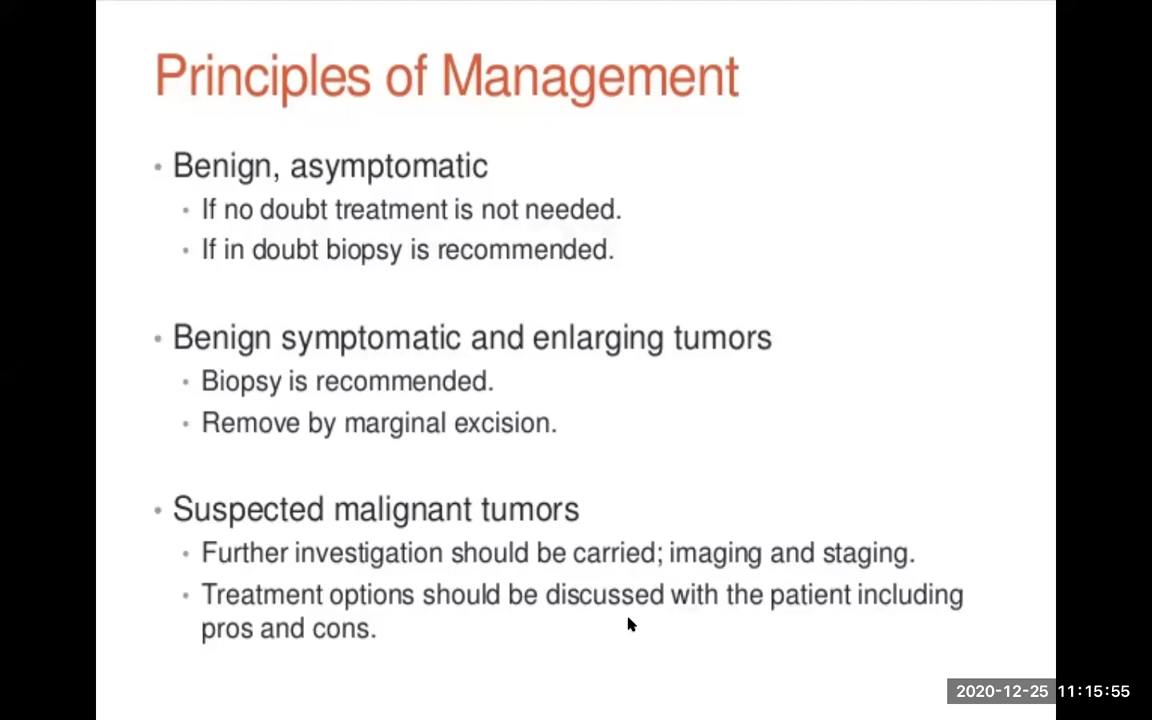 Principles of Management
• Benign, asymptomatic
• If no doubt treatment is not needed.
• If in doubt biopsy is recommended.
• Benign symptomatic and enlarging tumors
• Biopsy is recommended.
• Remove by marginal excision.
• Suspected malignant tumors
• Further investigation should be carried; imaging and staging.
• Treatment options should be discussed with the patient including
pros and cons.
2020-12-25 11:15:55